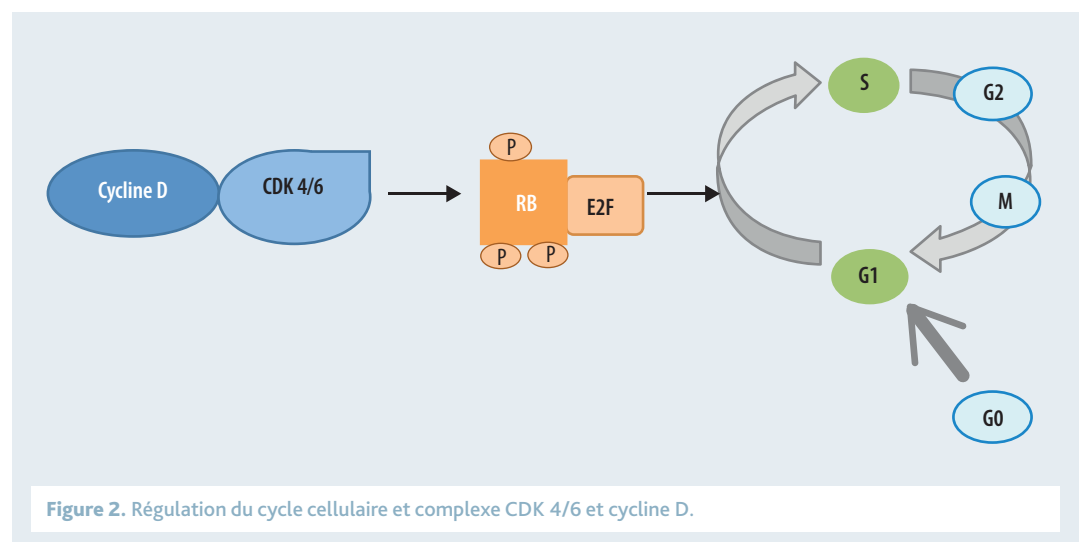 Cycline D
CDK 4/6
P
RB
E2F
P
P
S
G2
M
G1
G0
Figure 2. Régulation du cycle cellulaire et complexe CDK 4/6 et cycline D.